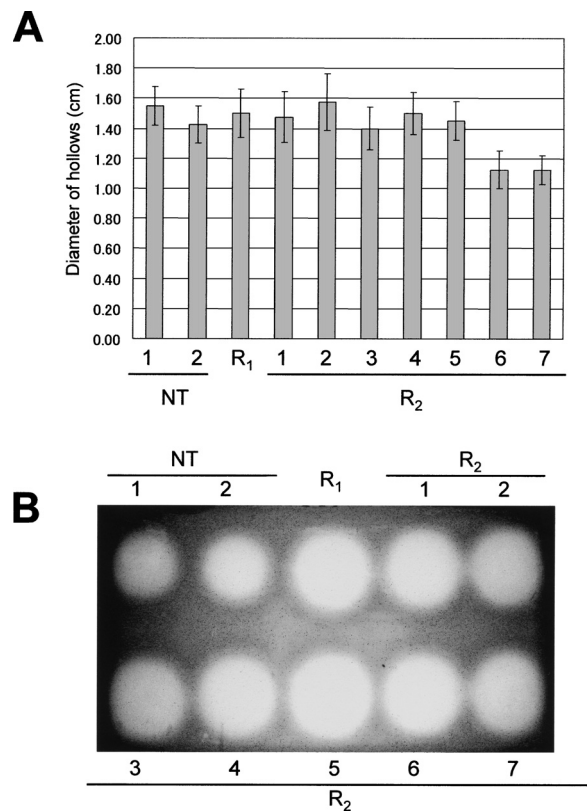 A
Diameter of hollows (cm)
2.00
1.80
1.60
1.40
1.20
1.00
0.80
0.60
0.40
0.20
0.00
1 2 R₁ 1 2 3 4 5 6 7
NT R₂
B
NT R₁ R₂
1 2 1 2
3 4 5 6 7
R₂